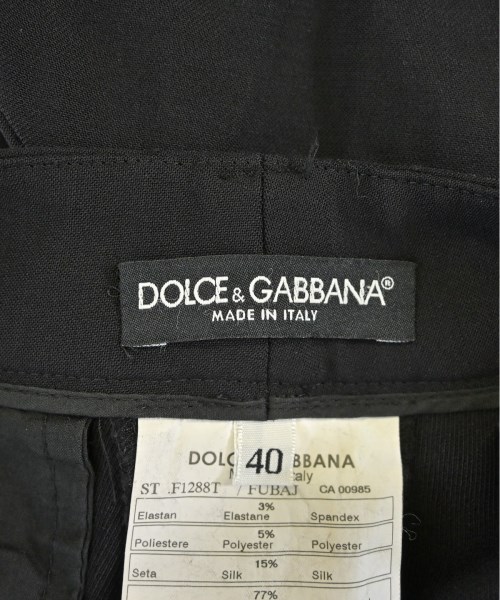 DOLCE & GABBANA®
MADE IN ITALY
40
ST .F1288T / FUBAJ CA 00985
3%
Elastan Elastane Spandex
5%
Poliestere Polyester Polyester
15%
Seta Silk Silk
77%